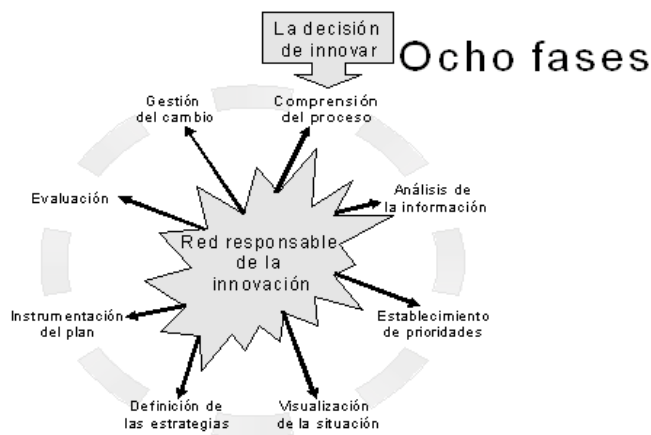 La decisión
de innovar
Ocho fases
Gestión
del cambio
Comprensión
del proceso
Evaluación
Análisis de
la información
Red responsable
de la
innovación
Instrumentación
del plan
Establecimiento
de prioridades
Definición de
las estrategias
Visualización
de la situación